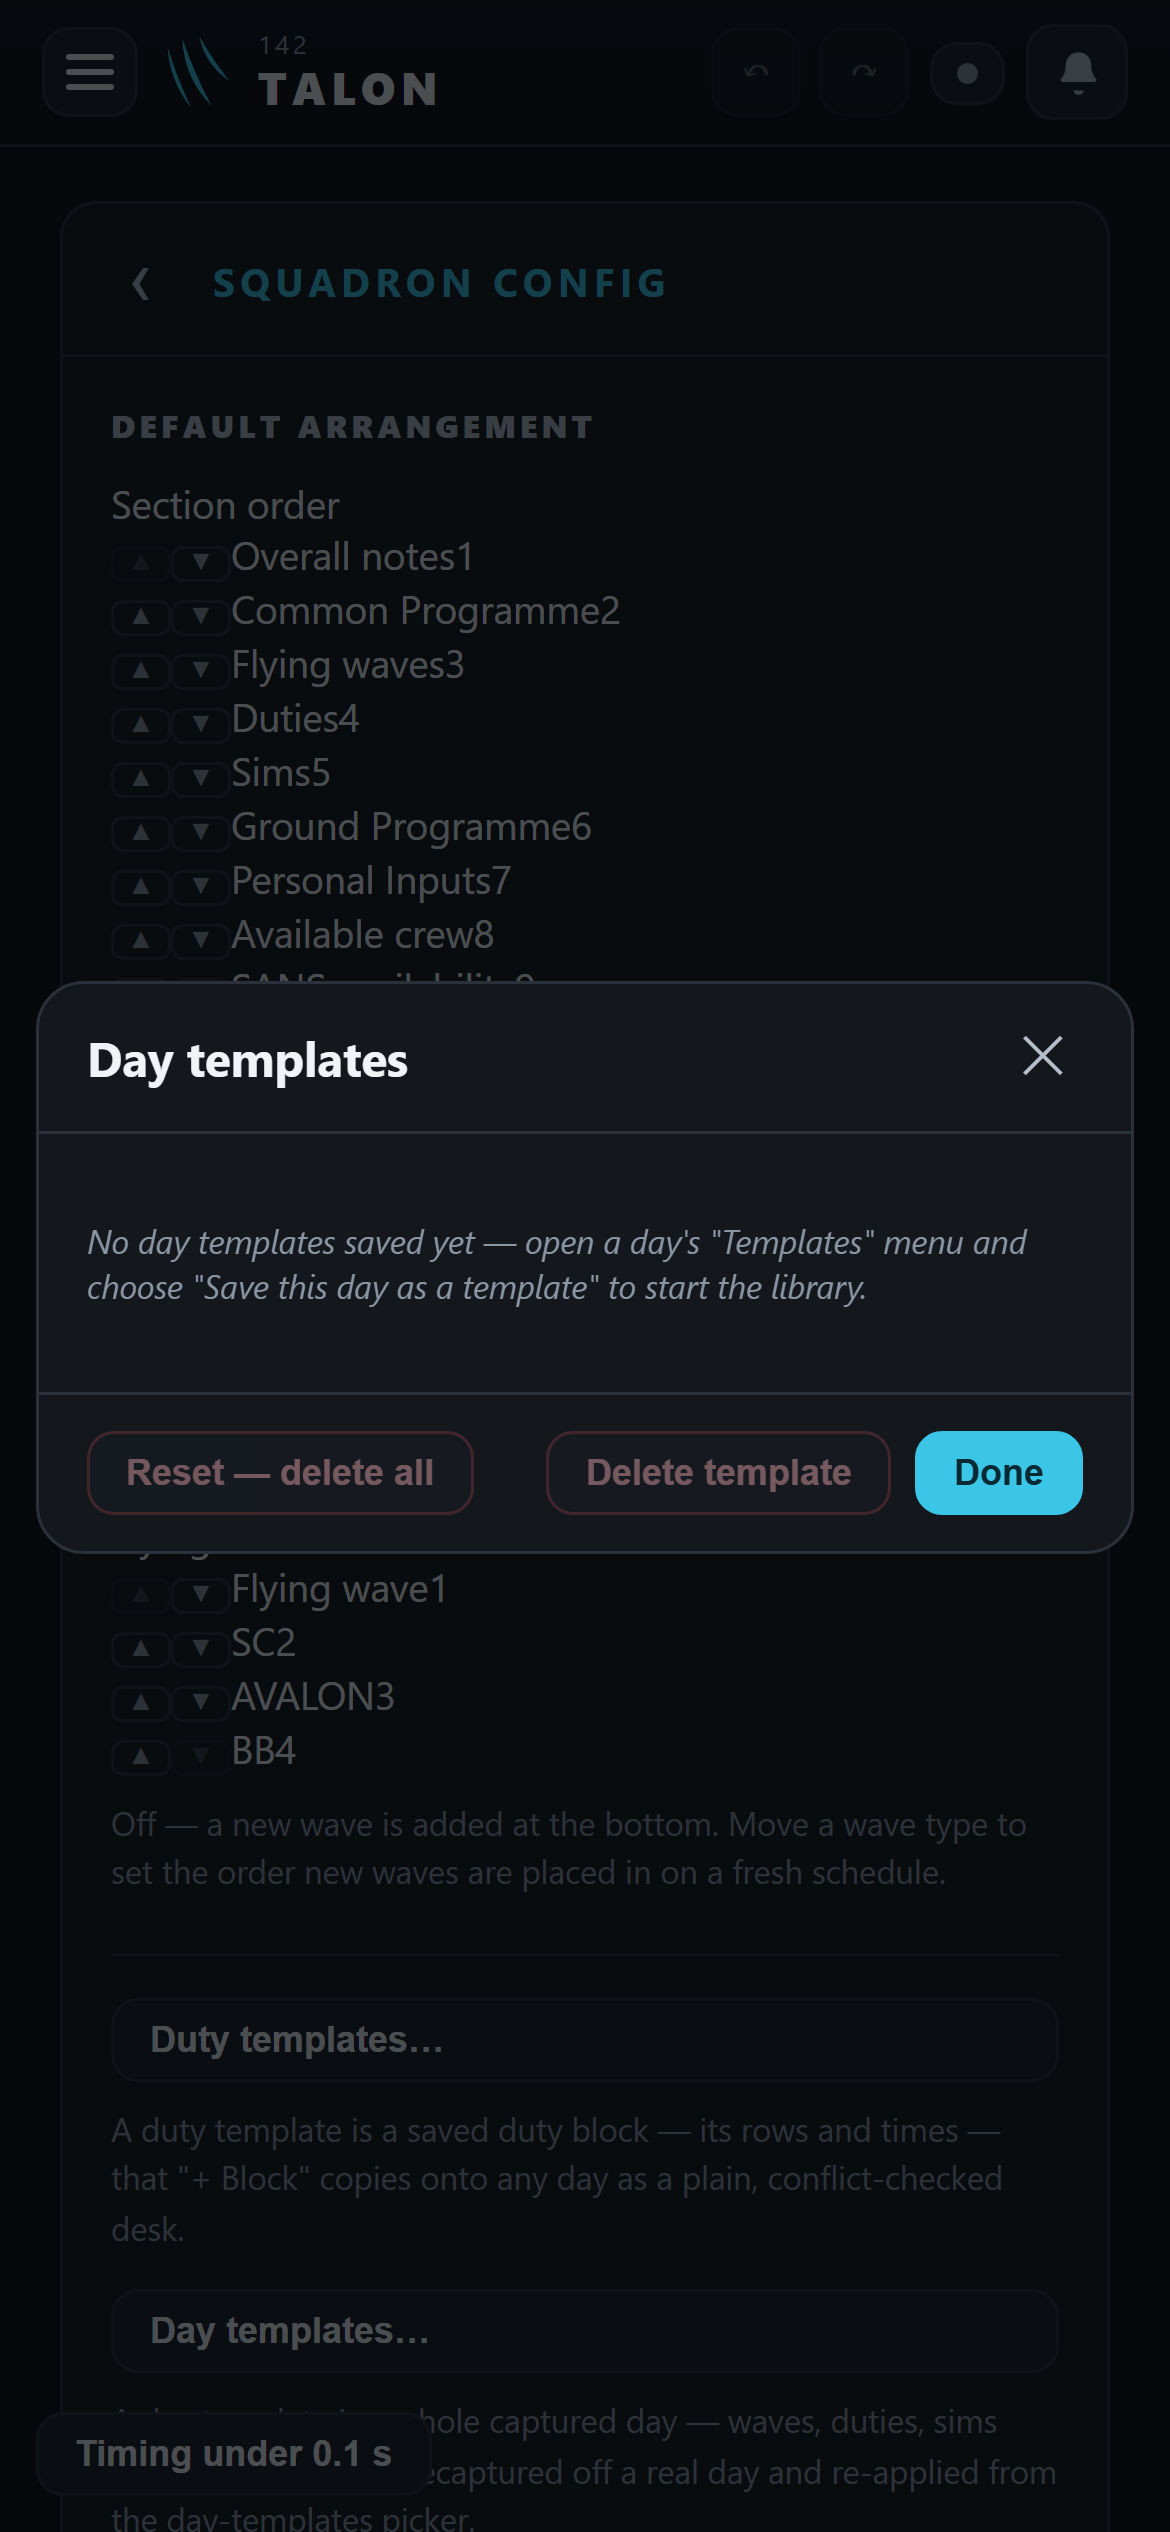 142
TALON
SQUADRON CONFIG
DEFAULT ARRANGEMENT
Section order
▲ ▼ Overall notes1
▲ ▼ Common Programme2
▲ ▼ Flying waves3
▲ ▼ Duties4
▲ ▼ Sims5
▲ ▼ Ground Programme6
▲ ▼ Personal Inputs7
▲ ▼ Available crew8
Day templates
No day templates saved yet — open a day's "Templates" menu and
choose "Save this day as a template" to start the library.
Reset — delete all
Delete template
Done
▲ ▼ Flying wave1
▲ ▼ SC2
▲ ▼ AVALON3
▲ ▼ BB4
Off — a new wave is added at the bottom. Move a wave type to
set the order new waves are placed in on a fresh schedule.
Duty templates...
A duty template is a saved duty block — its rows and times —
that "+ Block" copies onto any day as a plain, conflict-checked
desk.
Day templates...
captured day — waves, duties, sims
Timing under 0.1 s
off a real day and re-applied from
the day-templates picker.